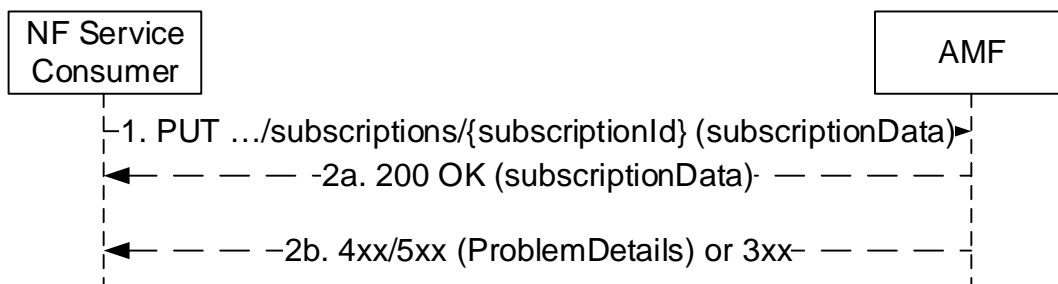 NF Service
Consumer
AMF
1. PUT …/subscriptions/{subscriptionId} (subscriptionData)
2a. 200 OK (subscriptionData)
2b. 4xx/5xx (ProblemDetails) or 3xx